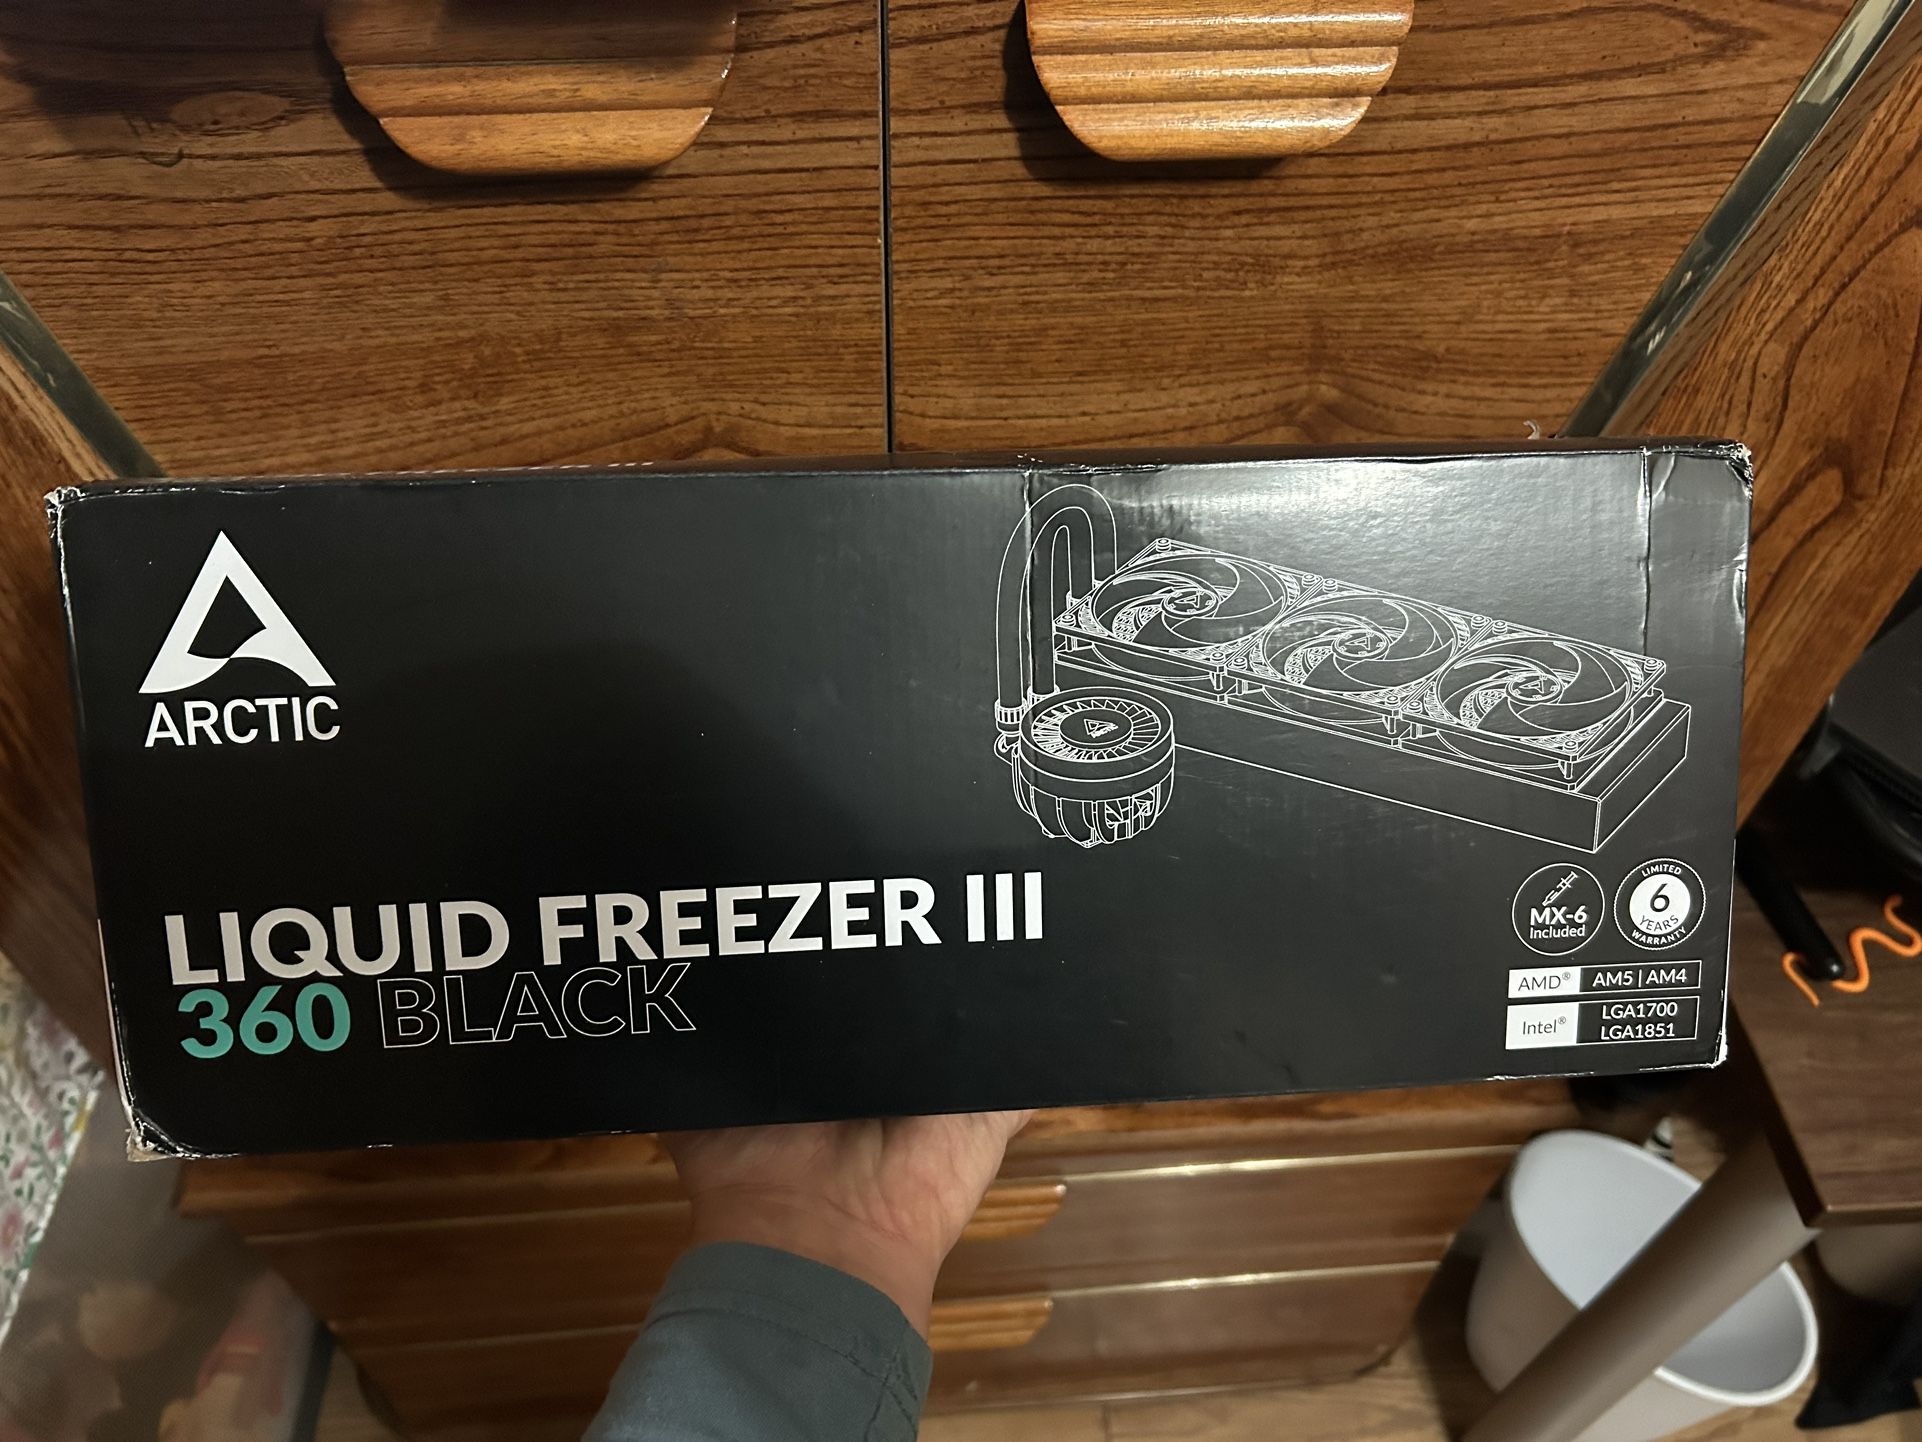 ARCTIC
LIQUID FREEZER III
360 BLACK
MX-6
Included
LIMITED
6
YEARS
WARRANTY
AMD® AM5 | AM4
Intel® LGA1700
LGA1851